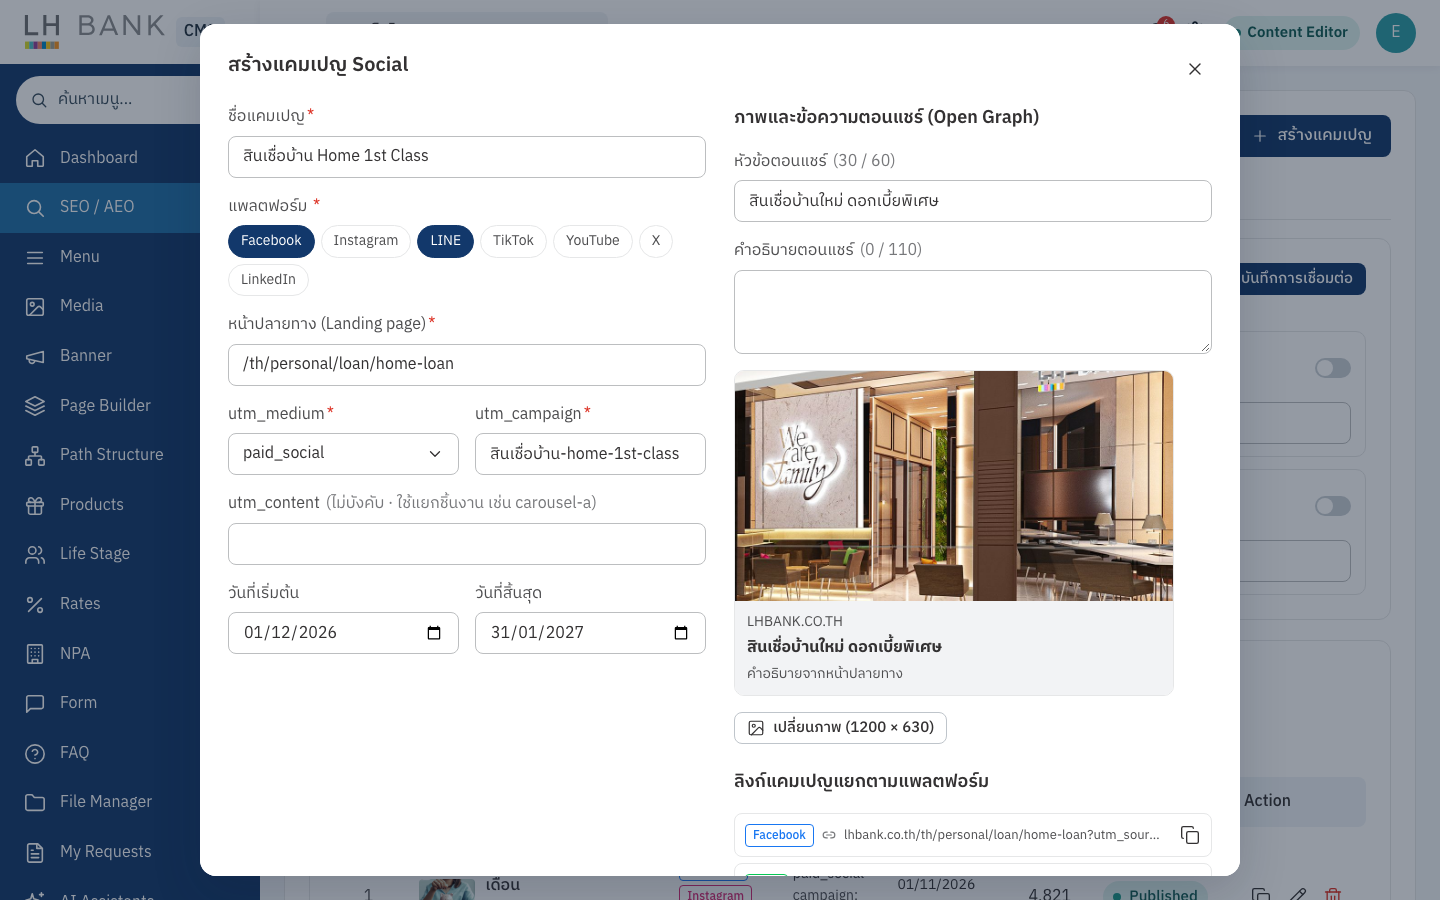 LH BANK
CMS
Content Editor
E
ค้นหาเมนู...
Dashboard
SEO / AEO
Menu
Media
Banner
Page Builder
Path Structure
Products
Life Stage
Rates
NPA
Form
FAQ
File Manager
My Requests
AI Assistants
สร้างแคมเปญ
บันทึกการเชื่อมต่อ
Action
สร้างแคมเปญ Social
ชื่อแคมเปญ*
สินเชื่อบ้าน Home 1st Class
แพลตฟอร์ม *
Facebook Instagram LINE TikTok YouTube X
LinkedIn
หน้าปลายทาง (Landing page)*
/th/personal/loan/home-loan
utm_medium* utm_campaign*
paid_social สินเชื่อบ้าน-home-1st-class
utm_content (ไม่บังคับ · ใช้แยกชิ้นงาน เช่น carousel-a)
วันที่เริ่มต้น วันที่สิ้นสุด
01/12/2026 31/01/2027
ภาพและข้อความตอนแชร์ (Open Graph)
หัวข้อตอนแชร์ (30 / 60)
สินเชื่อบ้านใหม่ ดอกเบี้ยพิเศษ
คำอธิบายตอนแชร์ (0 / 110)
We are family
LHBANK.CO.TH
สินเชื่อบ้านใหม่ ดอกเบี้ยพิเศษ
คำอธิบายจากหน้าปลายทาง
เปลี่ยนภาพ (1200 × 630)
ลิงก์แคมเปญแยกตามแพลตฟอร์ม
Facebook lhbank.co.th/th/personal/loan/home-loan?utm_sour...
1
เดือน
Instagram
paid_social
campaign:
01/11/2026
4,821
Published